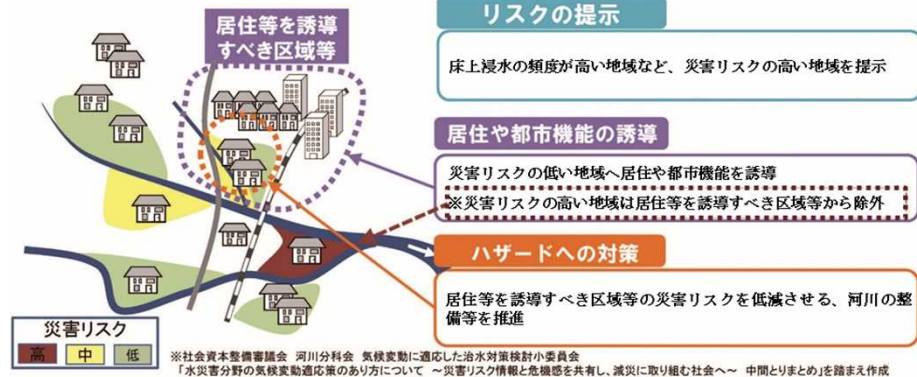 居住等を誘導
すべき区域等
リスクの提示
床上浸水の頻度が高い地域など、災害リスクの高い地域を提示
居住や都市機能の誘導
災害リスクの低い地域へ居住や都市機能を誘導
※災害リスクの高い地域は居住等を誘導すべき区域等から除外
ハザードへの対策
居住等を誘導すべき区域等の災害リスクを低減させる、河川の整
備等を推進
災害リスク
高 中 低
※社会資本整備審議会 河川分科会 気候変動に適応した治水対策検討小委員会
「水災害分野の気候変動適応策のあり方について ～災害リスク情報と危機感を共有し、減災に取り組む社会へ～ 中間とりまとめ」を踏まえ作成